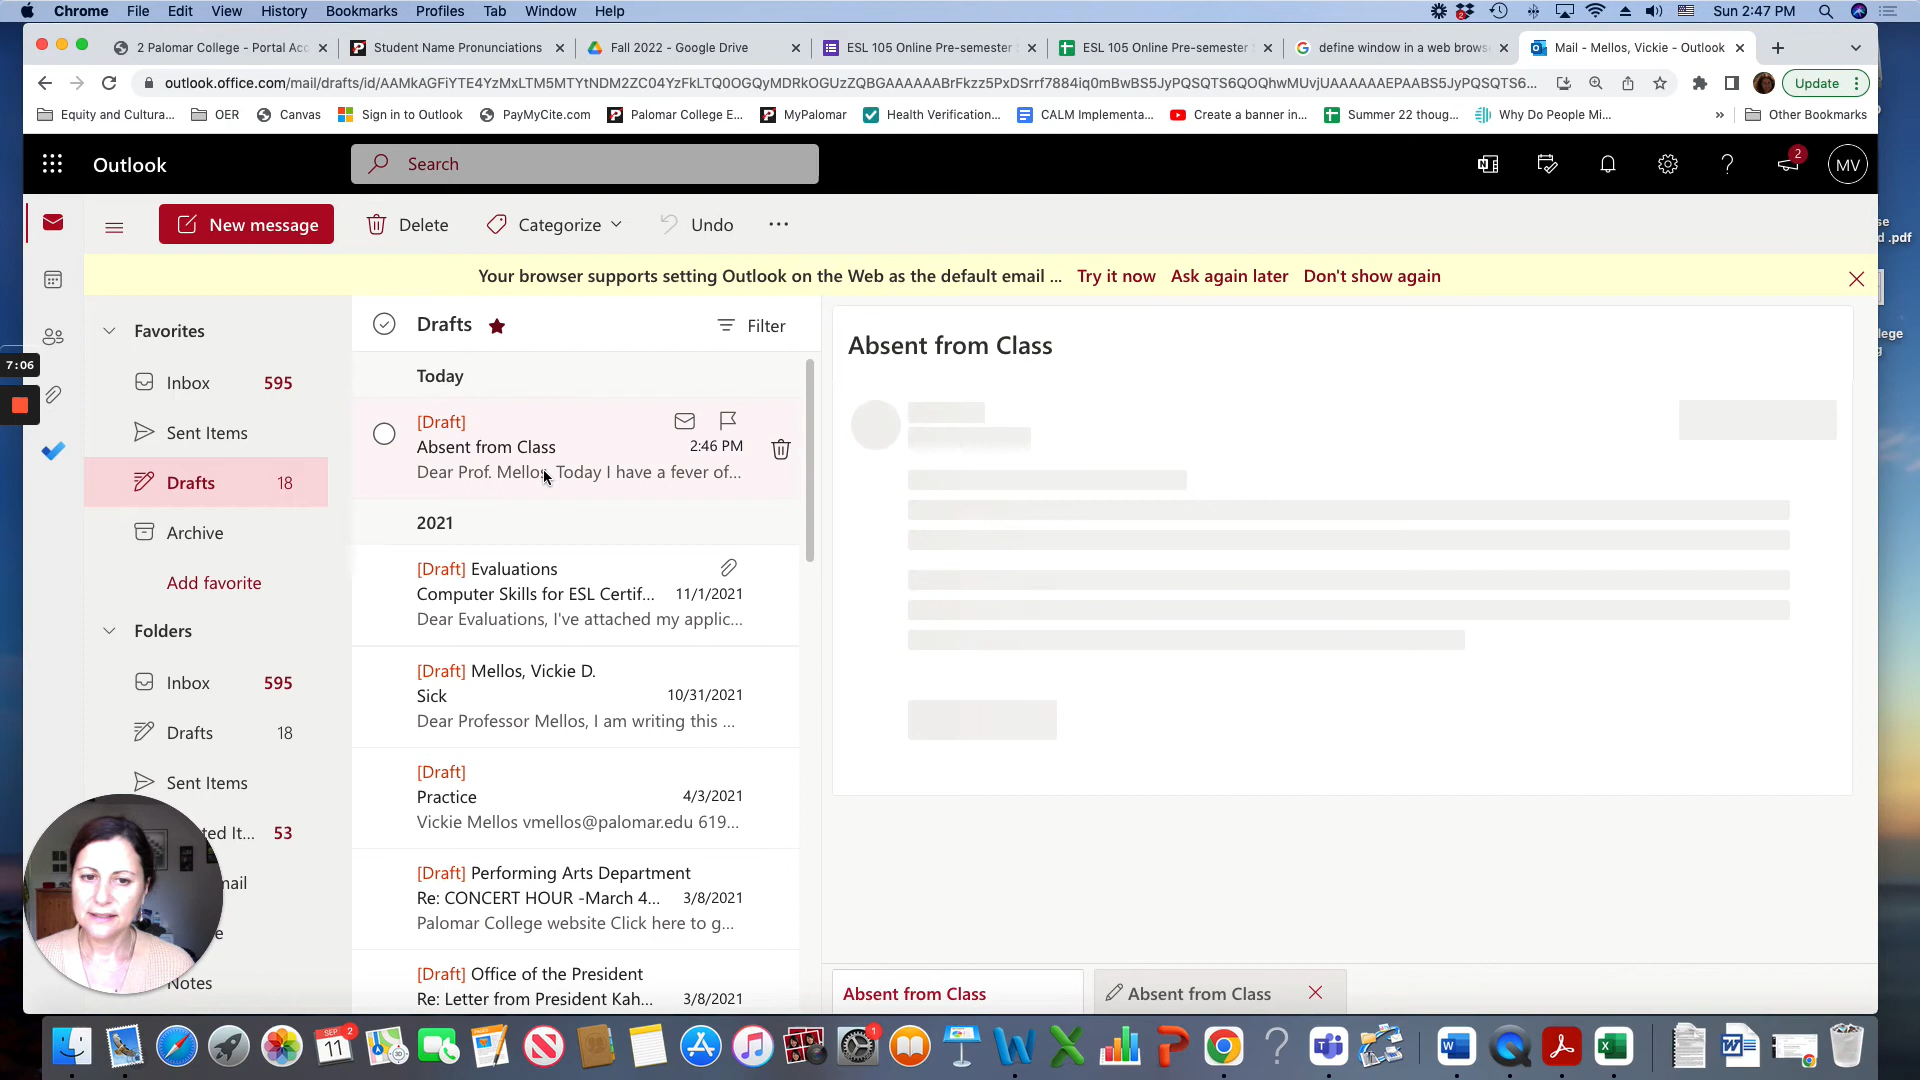 Chrome File Edit View History Bookmarks Profiles Tab Window Help
2
Sun 2:47 PM
2 Palomar College - Portal Acc
Student Name Pronunciations
Fall 2022 - Google Drive
ESL 105 Online Pre-semester
ESL 105 Online Pre-semester
define window in a web brows
Mail - Mellos, Vickie - Outlook
Update
Equity and Cultura...
OER
Canvas
Sign in to Outlook
PayMyCite.com
Palomar College E...
MyPalomar
Health Verification...
CALM Implementa...
Create a banner in...
Summer 22 thoug...
Why Do People Mi...
»
Other Bookmarks
Outlook
Search
2
MV
New message
Delete
Categorize
Undo
Your browser supports setting Outlook on the Web as the default email ... Try it now Ask again later Don't show again
.pdf
7:06
Favorites
Inbox 595
Sent Items
Drafts 18
Archive
Add favorite
Folders
Inbox 595
Drafts 18
Sent Items
ted It... 53
ail
e
Notes
Drafts
Filter
Today
[Draft]
Absent from Class 2:46 PM
Dear Prof. Mellos, Today I have a fever of...
2021
[Draft] Evaluations
Computer Skills for ESL Certif... 11/1/2021
Dear Evaluations, I've attached my applic...
[Draft] Mellos, Vickie D.
Sick 10/31/2021
Dear Professor Mellos, I am writing this ...
[Draft]
Practice 4/3/2021
Vickie Mellos vmellos@palomar.edu 619...
[Draft] Performing Arts Department
Re: CONCERT HOUR -March 4... 3/8/2021
Palomar College website Click here to g...
[Draft] Office of the President
Re: Letter from President Kah... 3/8/2021
Absent from Class
Absent from Class
Absent from Class
SEP 2
11
1